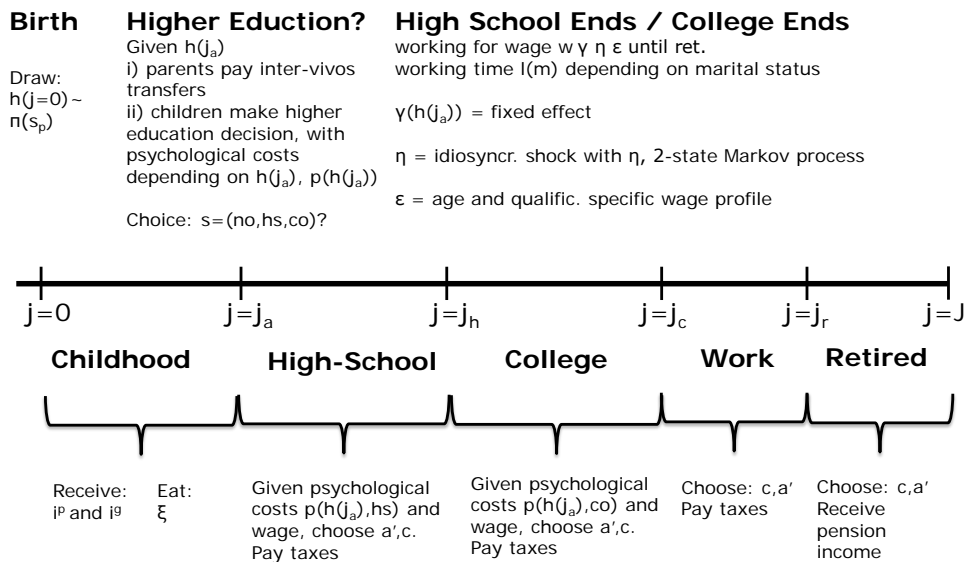 Birth
Draw:
h(j=0) ~
π(sₚ)
Higher Eduction?
Given h(jₐ)
i) parents pay inter-vivos
transfers
ii) children make higher
education decision, with
psychological costs
depending on h(jₐ), p(h(jₐ))
Choice: s=(no,hs,co)?
High School Ends / College Ends
working for wage w γ η ε until ret.
working time l(m) depending on marital status
γ(h(jₐ)) = fixed effect
η = idiosyncr. shock with η, 2-state Markov process
ε = age and qualific. specific wage profile
j=0
j=jₐ
j=jₕ
j=j_c
j=jᵣ
j=J
Childhood
High-School
College
Work
Retired
Receive:
iᵖ and iᵍ
Eat:
ξ
Given psychological
costs p(h(jₐ),hs) and
wage, choose a',c.
Pay taxes
Given psychological
costs p(h(jₐ),co) and
wage, choose a',c.
Pay taxes
Choose: c,a'
Pay taxes
Choose: c,a'
Receive
pension
income